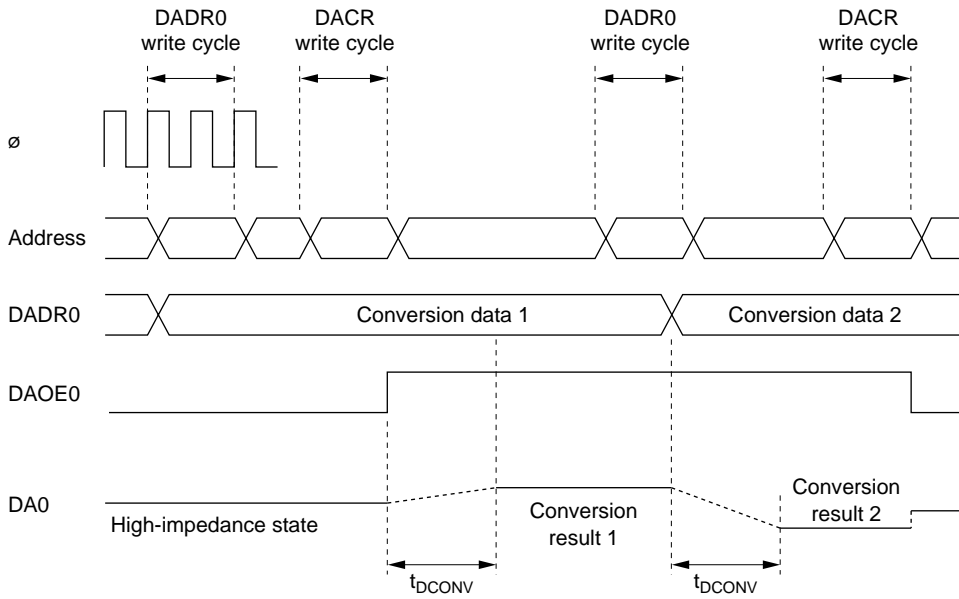 DADR0
write cycle
DACR
write cycle
DADR0
write cycle
DACR
write cycle
ø
Address
DADR0
Conversion data 1
Conversion data 2
DAOE0
DA0
High-impedance state
Conversion
result 1
Conversion
result 2
tDCONV
tDCONV